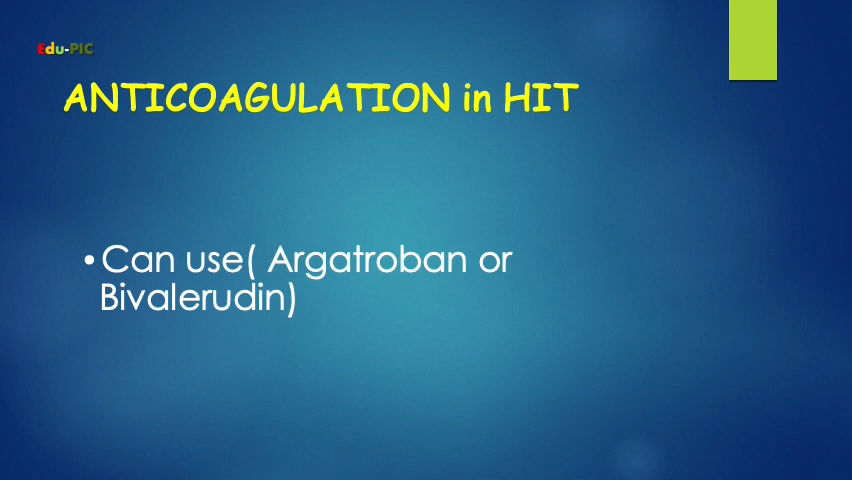 Edu-PIC
ANTICOAGULATION in HIT
•Can use( Argatroban or
Bivalerudin)